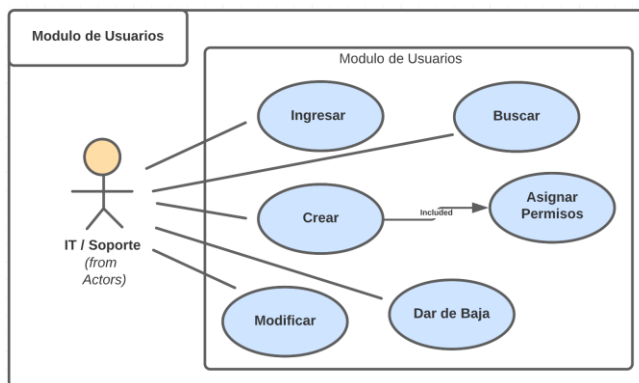 Modulo de Usuarios
Modulo de Usuarios
Ingresar
Buscar
Asignar
Permisos
Crear
Included
IT / Soporte
(from
Actors)
Modificar
Dar de Baja